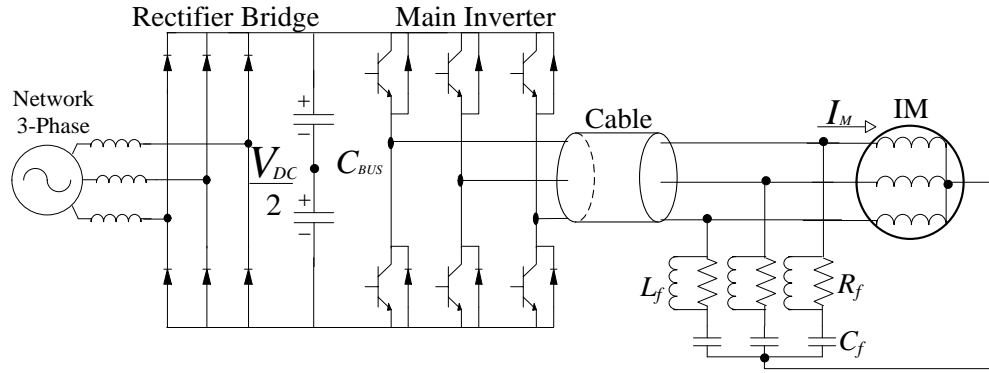 Rectifier Bridge
Main Inverter
Network
3-Phase
V_DC
2
+
−
+
−
C_BUS
Cable
I_M
IM
L_f
R_f
C_f